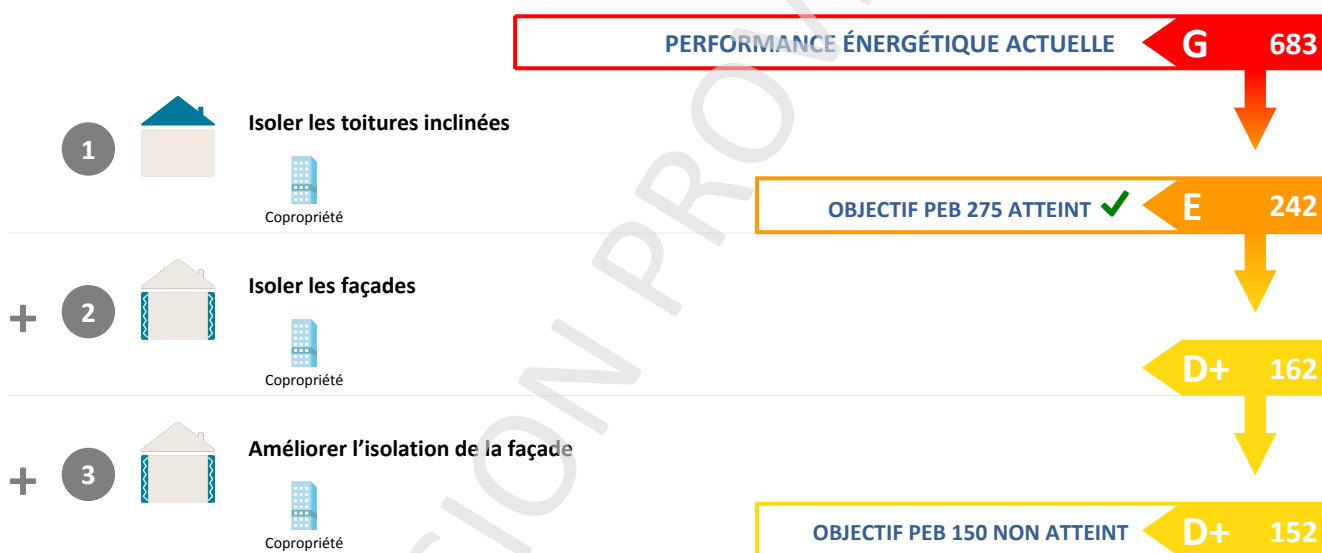 PERFORMANCE ÉNERGÉTIQUE ACTUELLE G 683
1 Isoler les toitures inclinées
Copropriété
OBJECTIF PEB 275 ATTEINT ✓ E 242
+ 2 Isoler les façades
Copropriété
D+ 162
+ 3 Améliorer l’isolation de la façade
Copropriété
OBJECTIF PEB 150 NON ATTEINT D+ 152